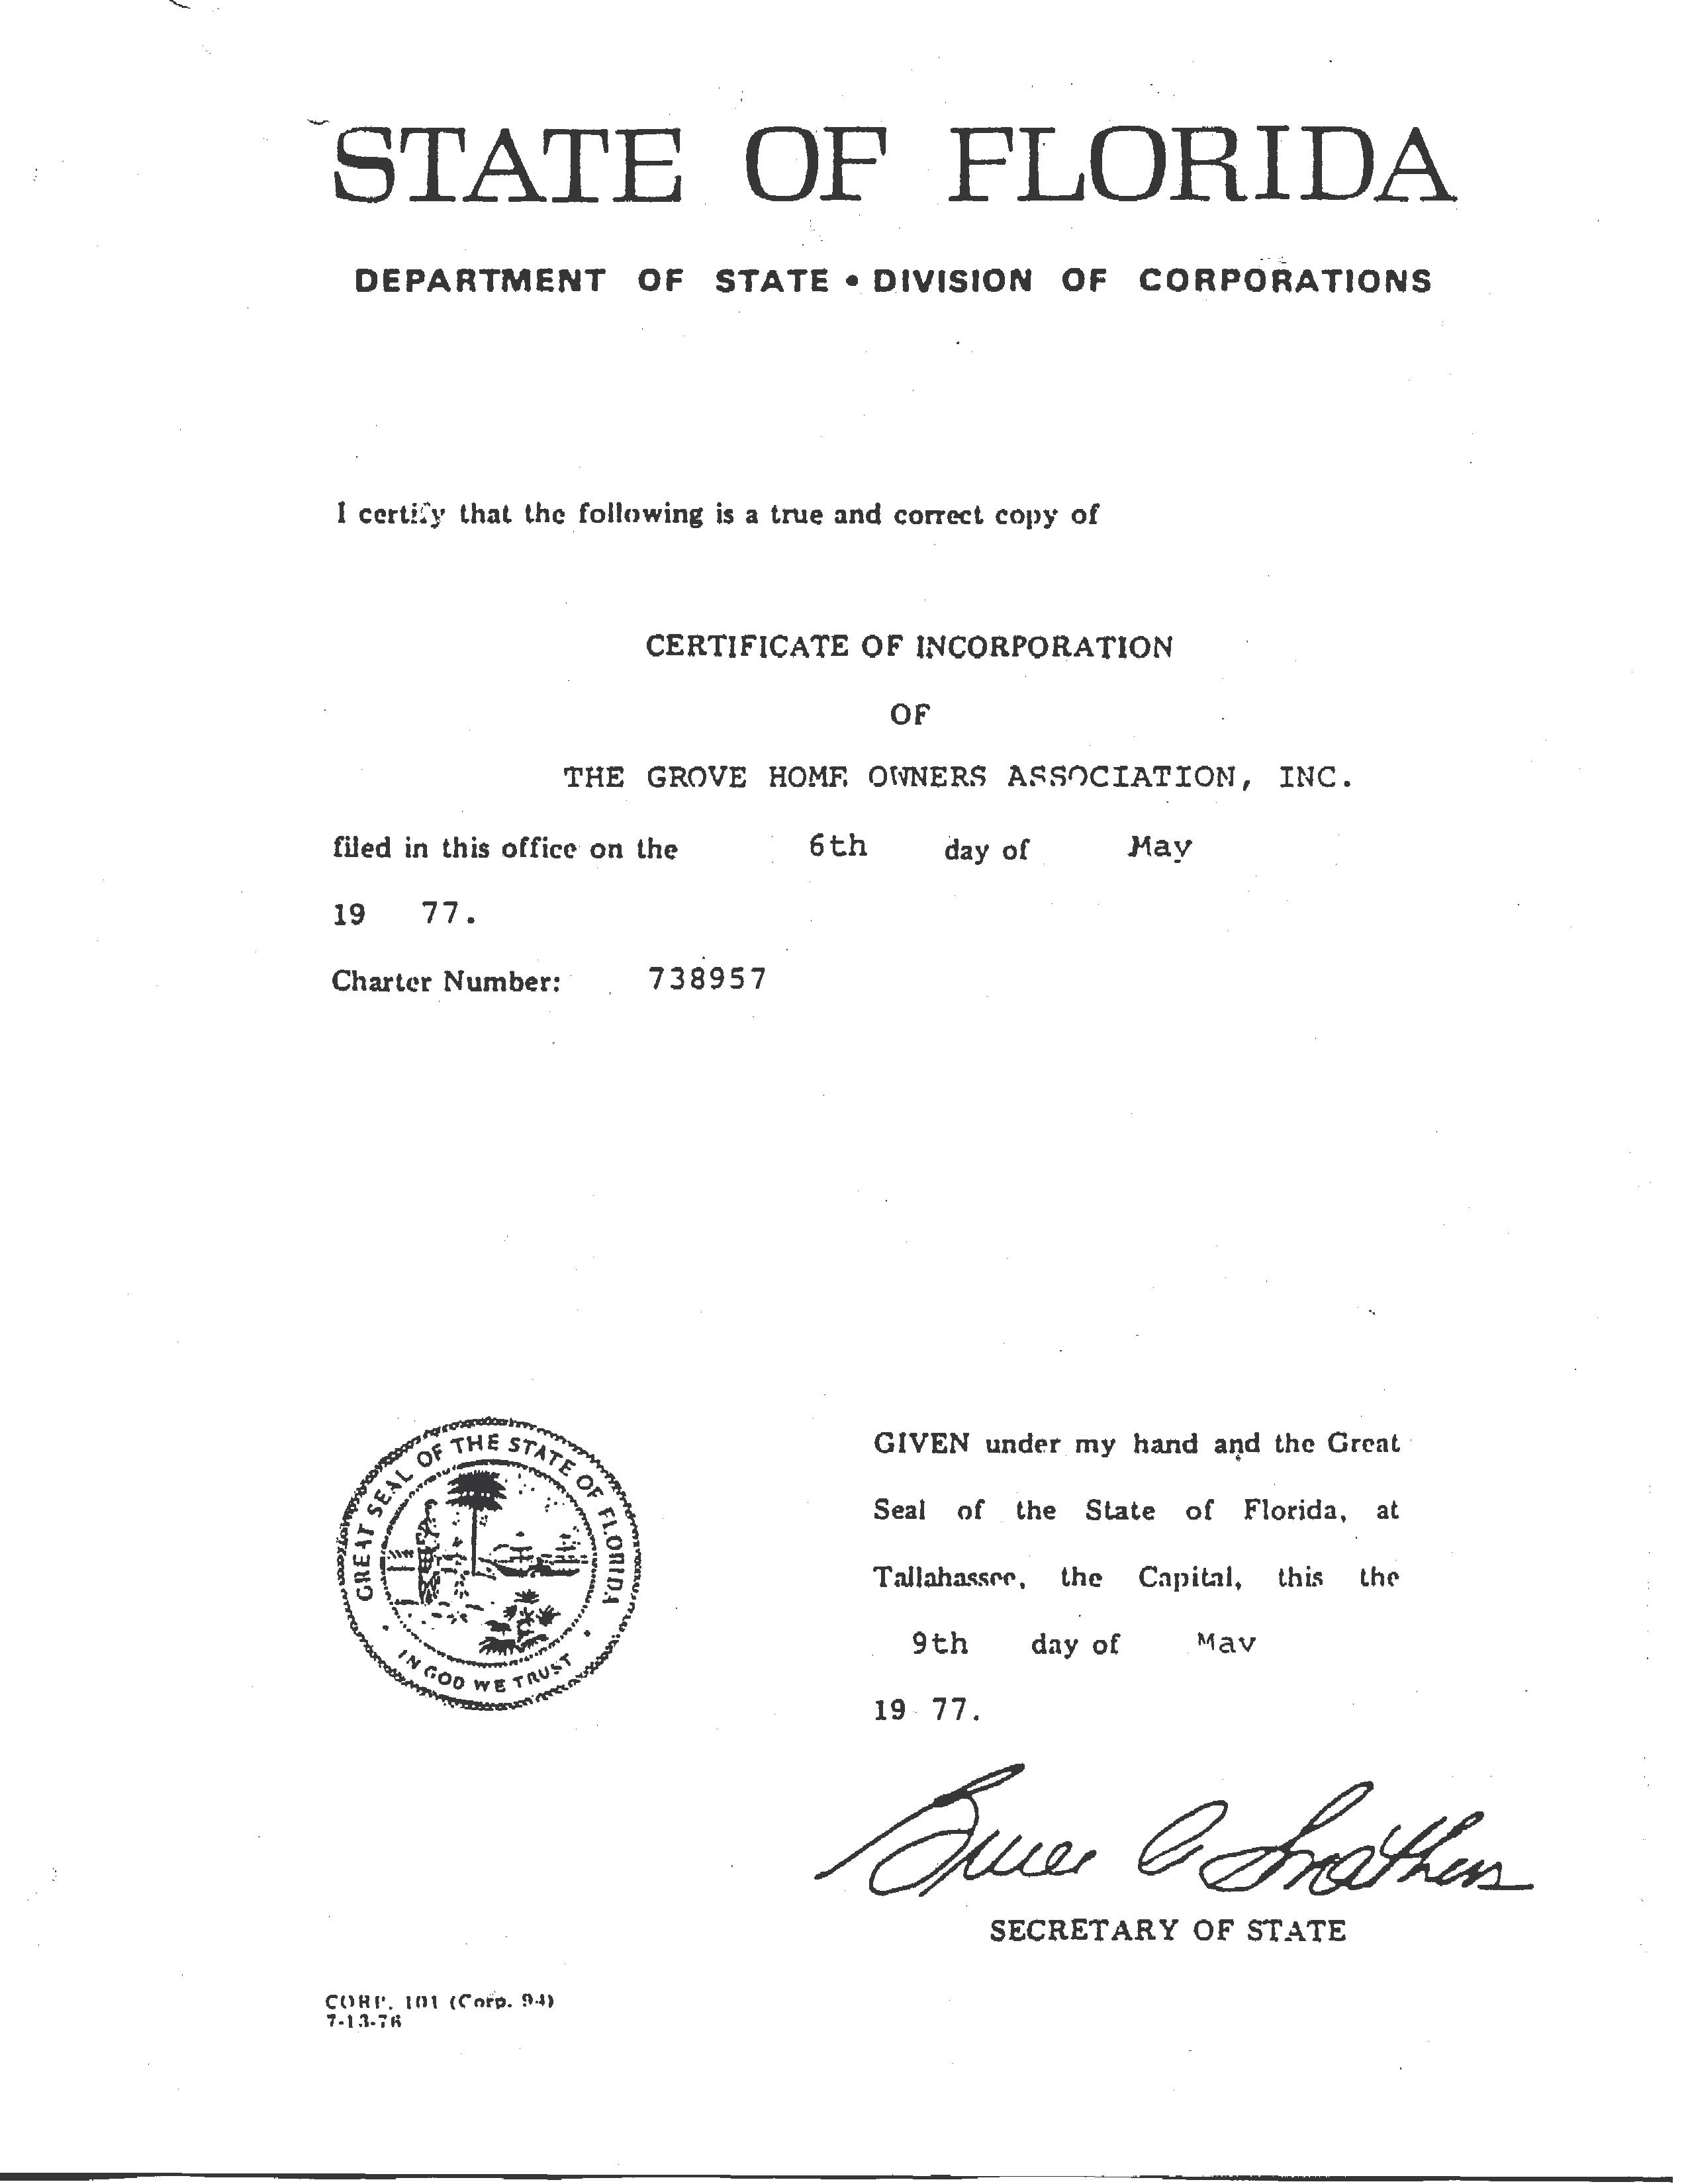 STATE OF FLORIDA
DEPARTMENT OF STATE • DIVISION OF CORPORATIONS
I certify that the following is a true and correct copy of
CERTIFICATE OF INCORPORATION
OF
THE GROVE HOME OWNERS ASSOCIATION, INC.
filed in this office on the 6th day of May
19 77.
Charter Number: 738957
GREAT SEAL OF THE STATE OF FLORIDA
• IN GOD WE TRUST •
GIVEN under my hand and the Great
Seal of the State of Florida, at
Tallahassee, the Capital, this the
9th day of May
19 77.
Bruce A Smathers
SECRETARY OF STATE
CORP. 101 (Corp. 94)
7-13-76